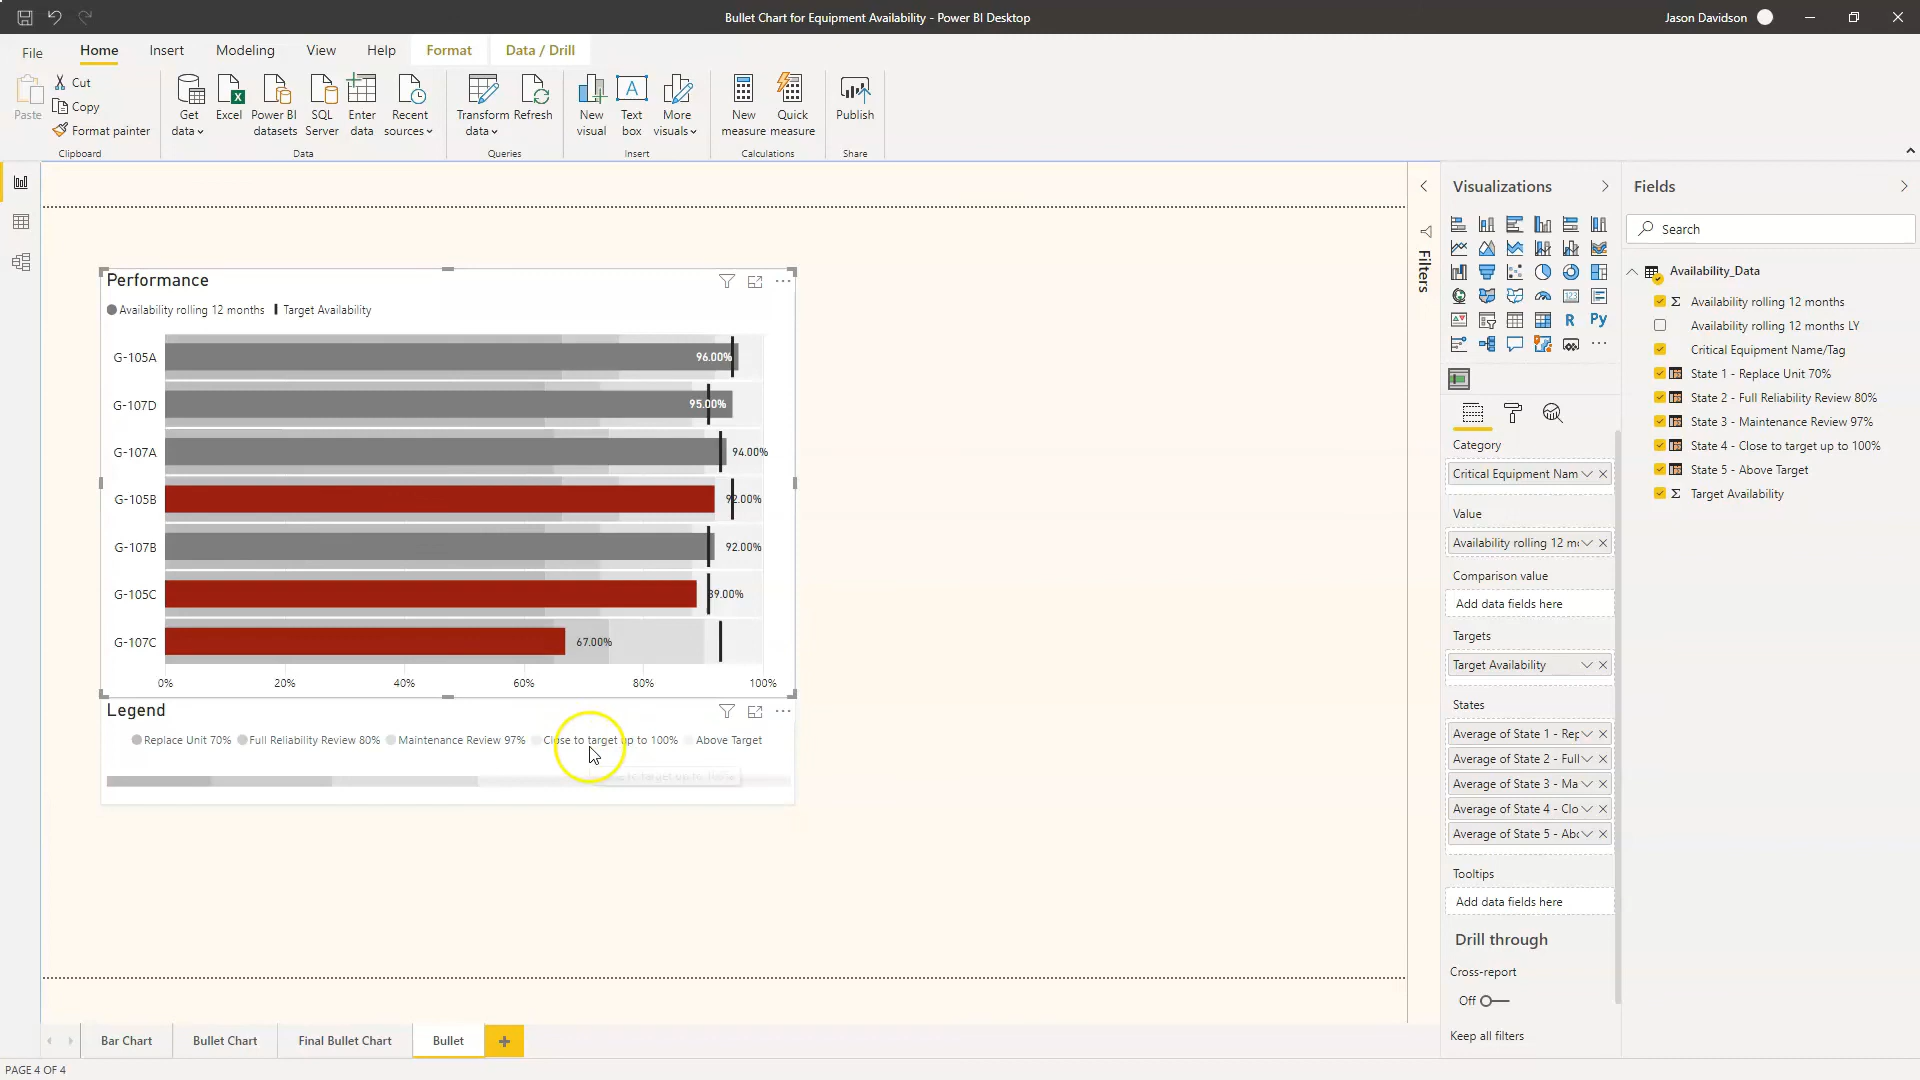 Bullet Chart for Equipment Availability - Power BI Desktop
Jason Davidson
File Home Insert Modeling View Help Format Data / Drill
Paste
Cut
Copy
Format painter
Clipboard
Get data
Excel
Power BI datasets
SQL Server
Enter data
Recent sources
Data
Transform data
Refresh
Queries
New visual
A
Text box
More visuals
Insert
New measure
Quick measure
Calculations
Publish
Share
Performance
Availability rolling 12 months Target Availability
G-105A 96.00%
G-107D 95.00%
G-107A 94.00%
G-105B 92.00%
G-107B 92.00%
G-105C 89.00%
G-107C 67.00%
0% 20% 40% 60% 80% 100%
Legend
Replace Unit 70% Full Reliability Review 80% Maintenance Review 97% Close to target up to 100% Above Target
Filters
Visualizations
123
R Py
Category
Critical Equipment Nam
Value
Availability rolling 12 m
Comparison value
Add data fields here
Targets
Target Availability
States
Average of State 1 - Rep
Average of State 2 - Full
Average of State 3 - Ma
Average of State 4 - Clo
Average of State 5 - Abo
Tooltips
Add data fields here
Drill through
Cross-report
Off
Keep all filters
Fields
Search
Availability_Data
Σ Availability rolling 12 months
Availability rolling 12 months LY
Critical Equipment Name/Tag
State 1 - Replace Unit 70%
State 2 - Full Reliability Review 80%
State 3 - Maintenance Review 97%
State 4 - Close to target up to 100%
State 5 - Above Target
Σ Target Availability
Bar Chart Bullet Chart Final Bullet Chart Bullet +
PAGE 4 OF 4